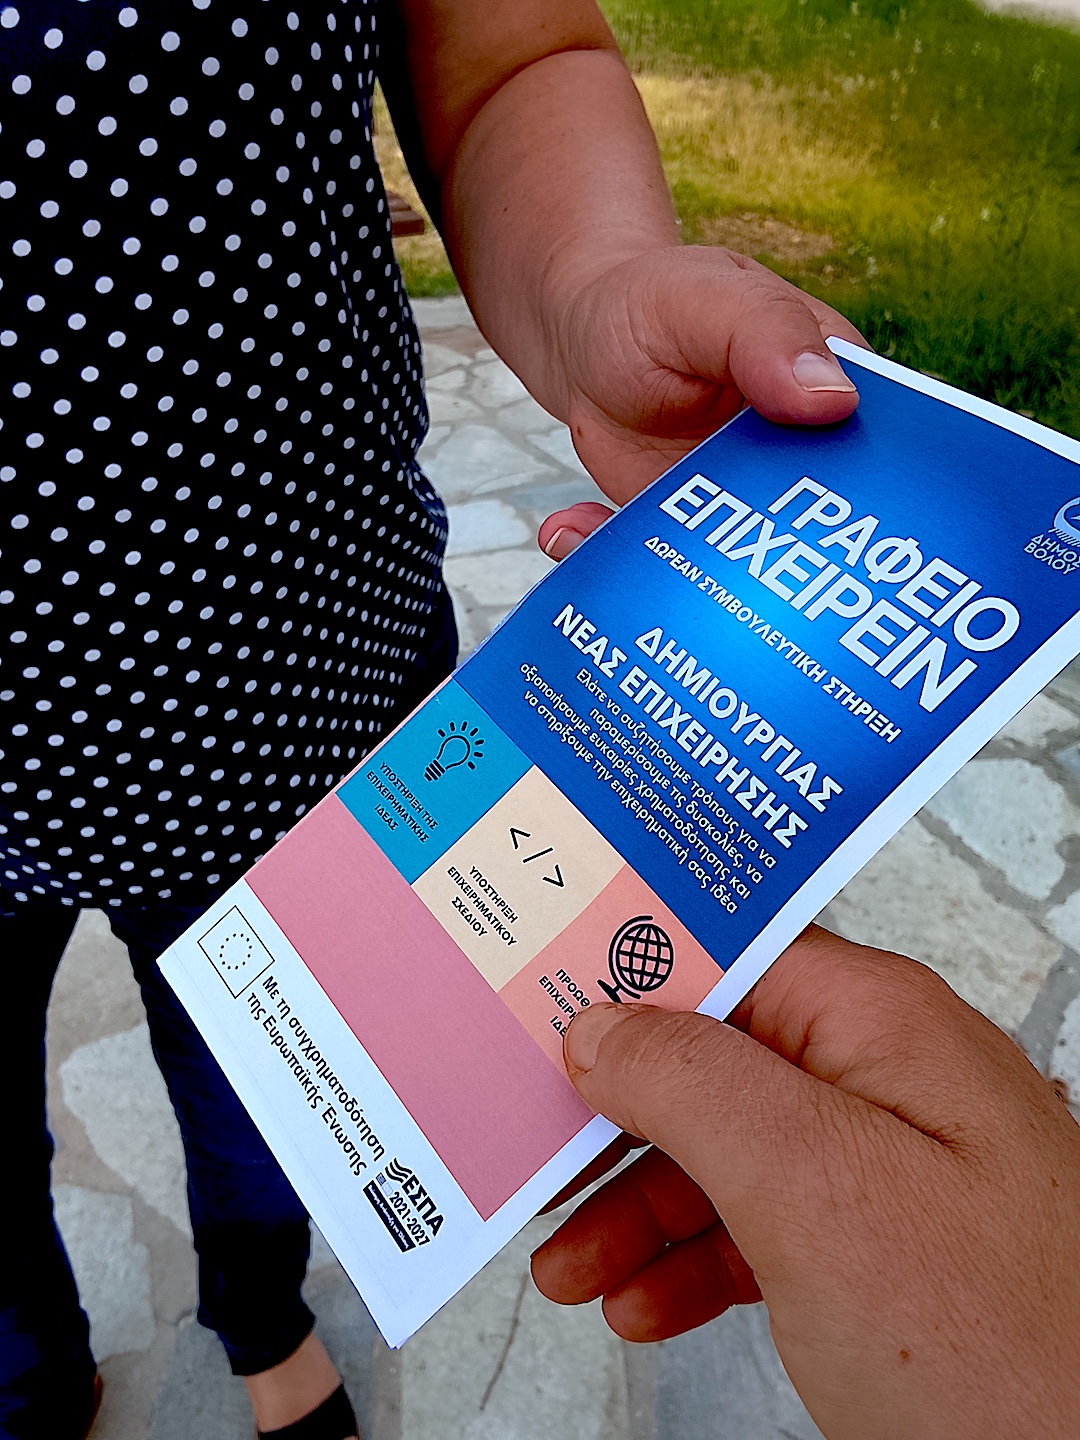 ΓΡΑΦΕΙΟ
ΕΠΙΧΕΙΡΕΙΝ
ΔΩΡΕΑΝ ΣΥΜΒΟΥΛΕΥΤΙΚΗ ΣΤΗΡΙΞΗ
ΔΗΜΟΣ
ΒΟΛΟΥ
ΔΗΜΙΟΥΡΓΙΑΣ
ΝΕΑΣ ΕΠΙΧΕΙΡΗΣΗΣ
Ελάτε να συζητήσουμε τρόπους για να
παραμερίσουμε τις δυσκολίες, να
αξιοποιήσουμε ευκαιρίες χρηματοδότησης και
να στηρίξουμε την επιχειρηματική σας ιδέα
ΥΠΟΣΤΗΡΙΞΗ ΤΗΣ
ΕΠΙΧΕΙΡΗΜΑΤΙΚΗΣ
ΙΔΕΑΣ
</>
ΥΠΟΣΤΗΡΙΞΗ
ΕΠΙΧΕΙΡΗΜΑΤΙΚΟΥ
ΣΧΕΔΙΟΥ
Με τη συγχρηματοδότηση
της Ευρωπαϊκής Ένωσης
ΕΣΠΑ
2021-2027